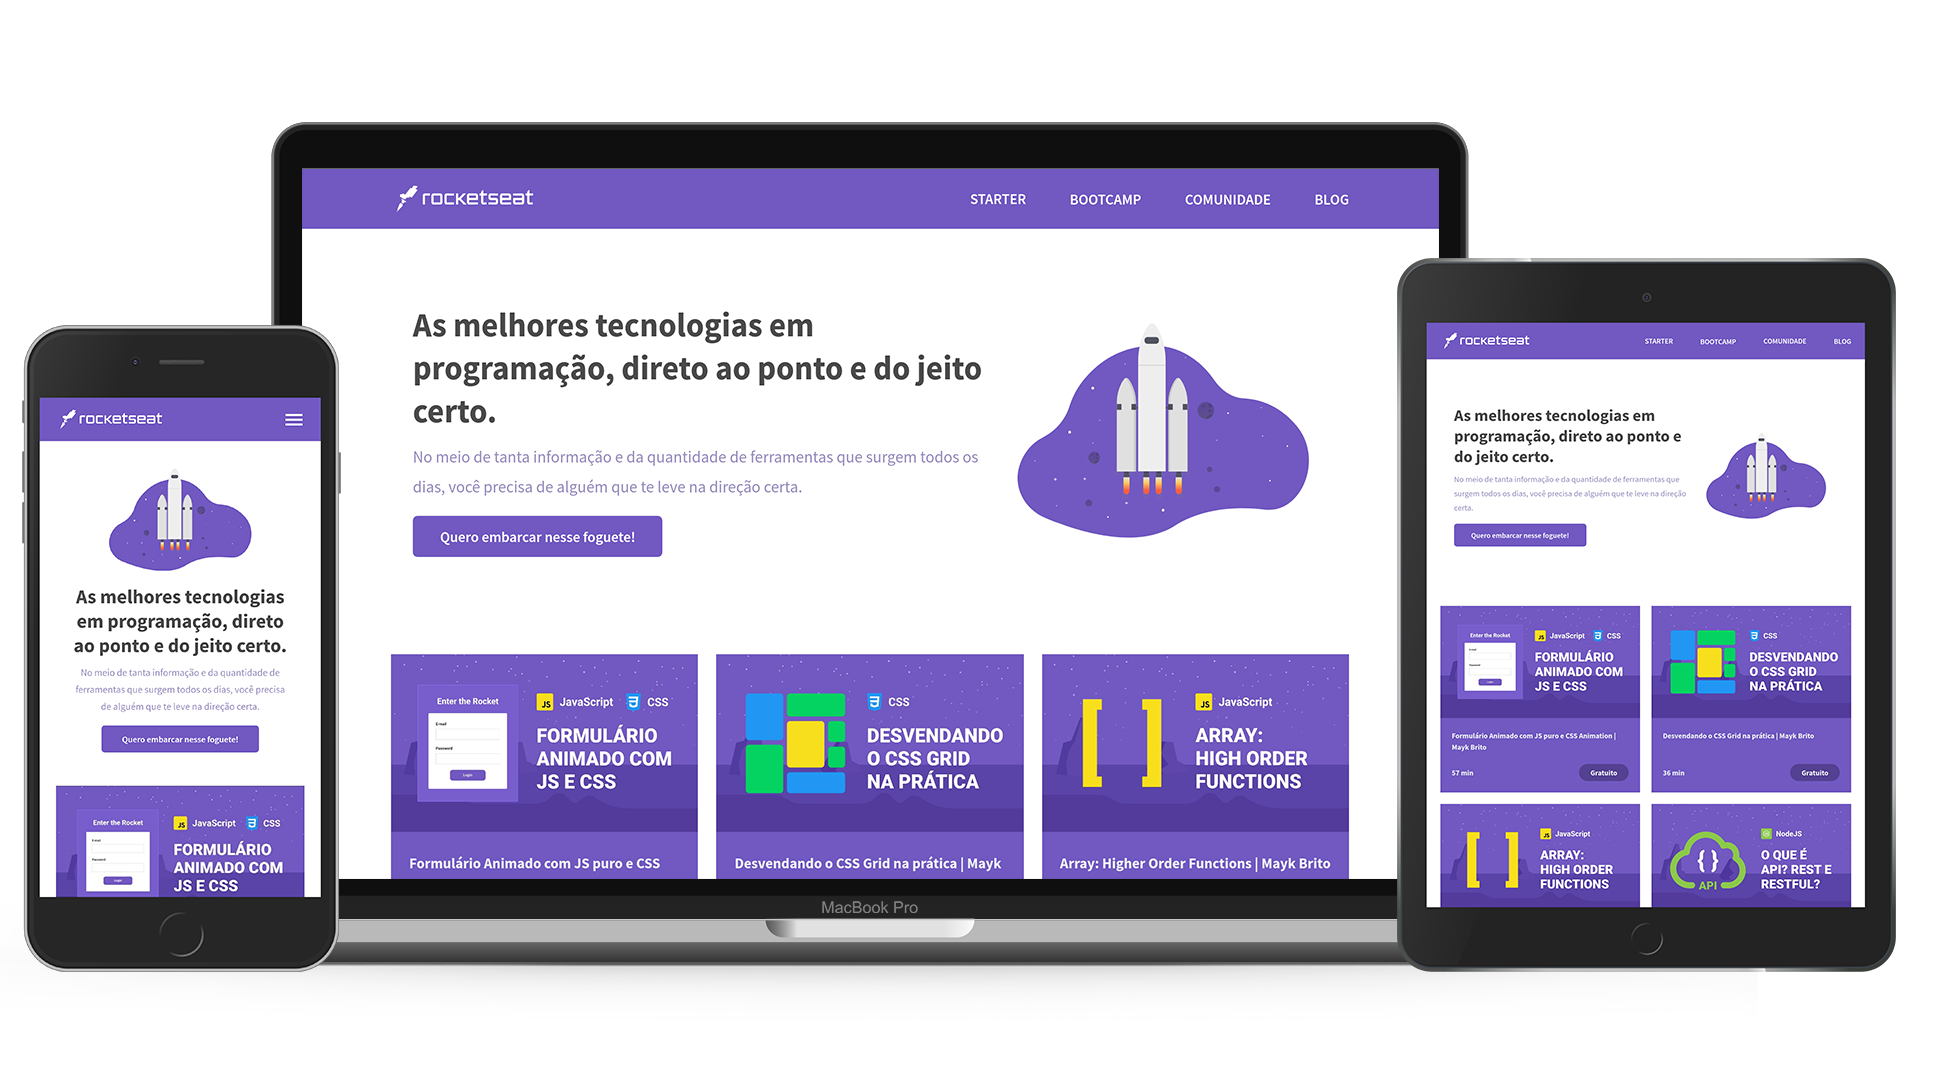 rocketseat
STARTER BOOTCAMP COMUNIDADE BLOG
As melhores tecnologias em
programação, direto ao ponto e do jeito
certo.
No meio de tanta informação e da quantidade de ferramentas que surgem todos os
dias, você precisa de alguém que te leve na direção certa.
Quero embarcar nesse foguete!
Enter the Rocket
E-mail
Password
Login
JS JavaScript CSS
FORMULÁRIO
ANIMADO COM
JS E CSS
Formulário Animado com JS puro e CSS
CSS
DESVENDANDO
O CSS GRID
NA PRÁTICA
Desvendando o CSS Grid na prática | Mayk
JS JavaScript
[ ]
ARRAY:
HIGH ORDER
FUNCTIONS
Array: Higher Order Functions | Mayk Brito
MacBook Pro
rocketseat
As melhores tecnologias
em programação, direto
ao ponto e do jeito certo.
No meio de tanta informação e da quantidade de
ferramentas que surgem todos os dias, você precisa
de alguém que te leve na direção certa.
Quero embarcar nesse foguete!
Enter the Rocket
E-mail
Password
Login
JS JavaScript CSS
FORMULÁRIO
ANIMADO COM
JS E CSS
rocketseat
STARTER BOOTCAMP COMUNIDADE BLOG
As melhores tecnologias em
programação, direto ao ponto e
do jeito certo.
No meio de tanta informação e da quantidade de ferramentas que
surgem todos os dias, você precisa de alguém que te leve na direção
certa.
Quero embarcar nesse foguete!
Enter the Rocket
E-mail
Password
Login
JS JavaScript CSS
FORMULÁRIO
ANIMADO COM
JS E CSS
Formulário Animado com JS puro e CSS Animation |
Mayk Brito
57 min
Gratuito
CSS
DESVENDANDO
O CSS GRID
NA PRÁTICA
Desvendando o CSS Grid na prática | Mayk Brito
36 min
Gratuito
[ ]
JS JavaScript
ARRAY:
HIGH ORDER
FUNCTIONS
{ }
API
NodeJS
O QUE É
API? REST E
RESTFUL?